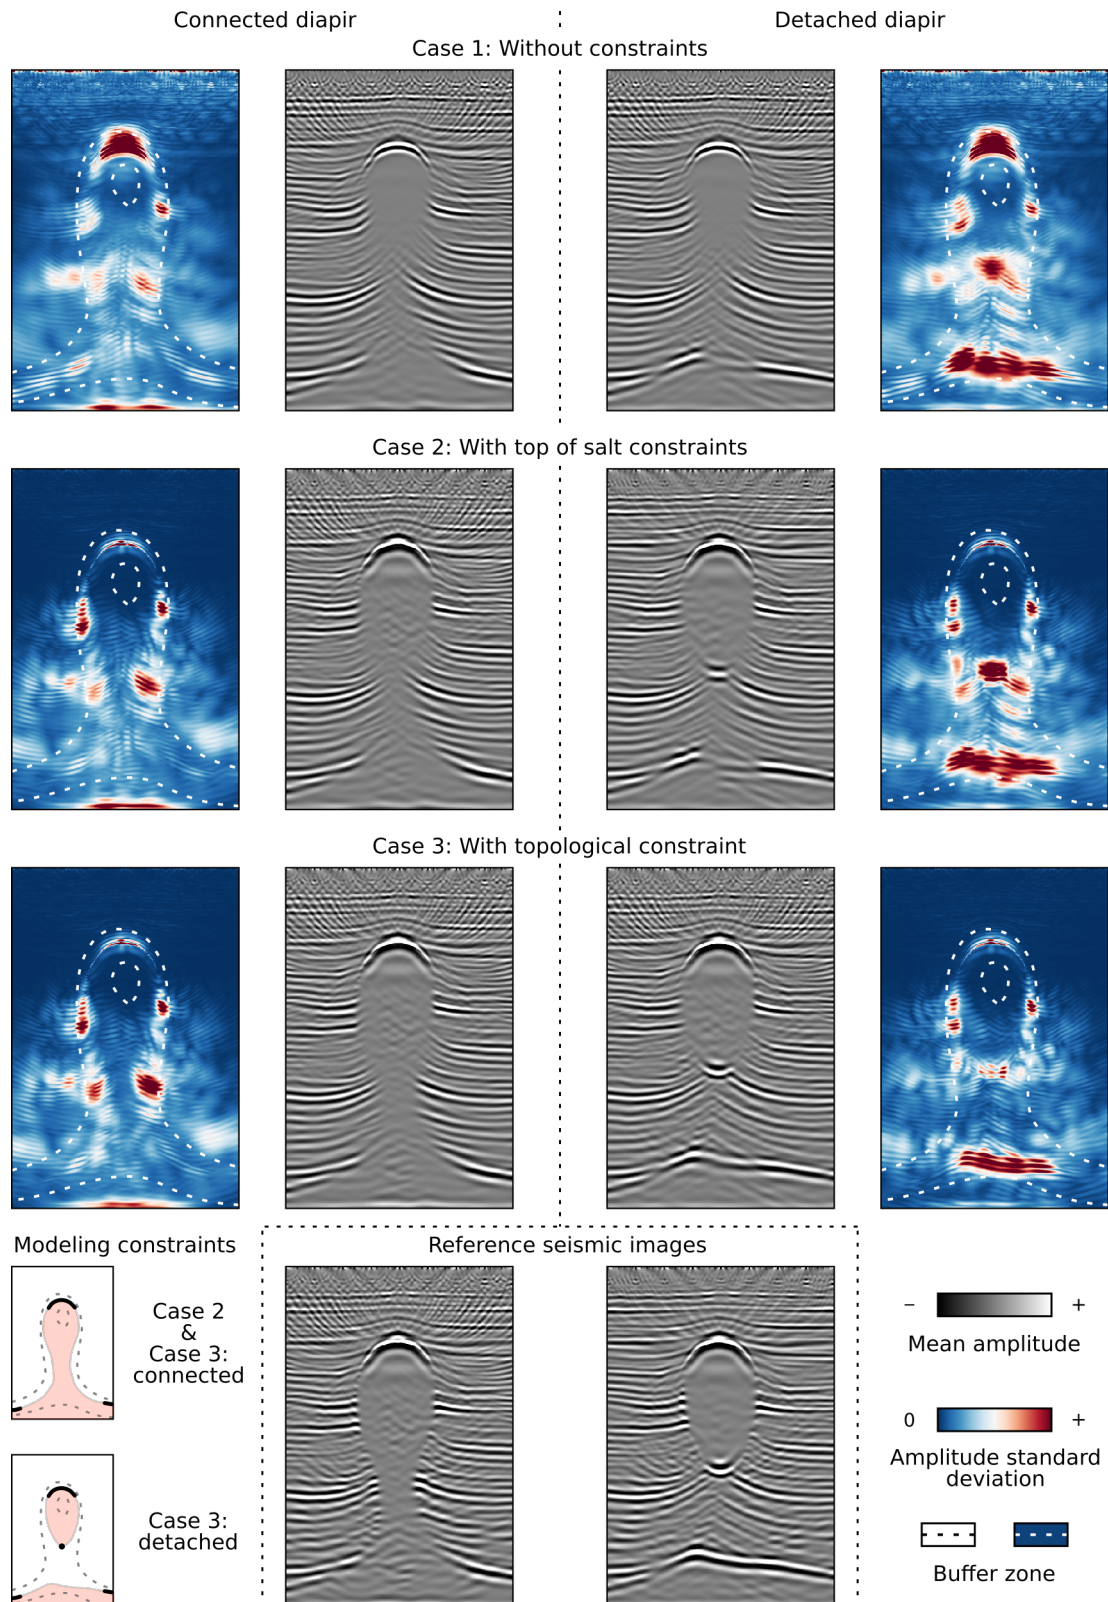 Connected diapir
Detached diapir
Case 1: Without constraints
Case 2: With top of salt constraints
Case 3: With topological constraint
Modeling constraints
Reference seismic images
Case 2
&
Case 3:
connected
Case 3:
detached
− +
Mean amplitude
0 +
Amplitude standard
deviation
Buffer zone